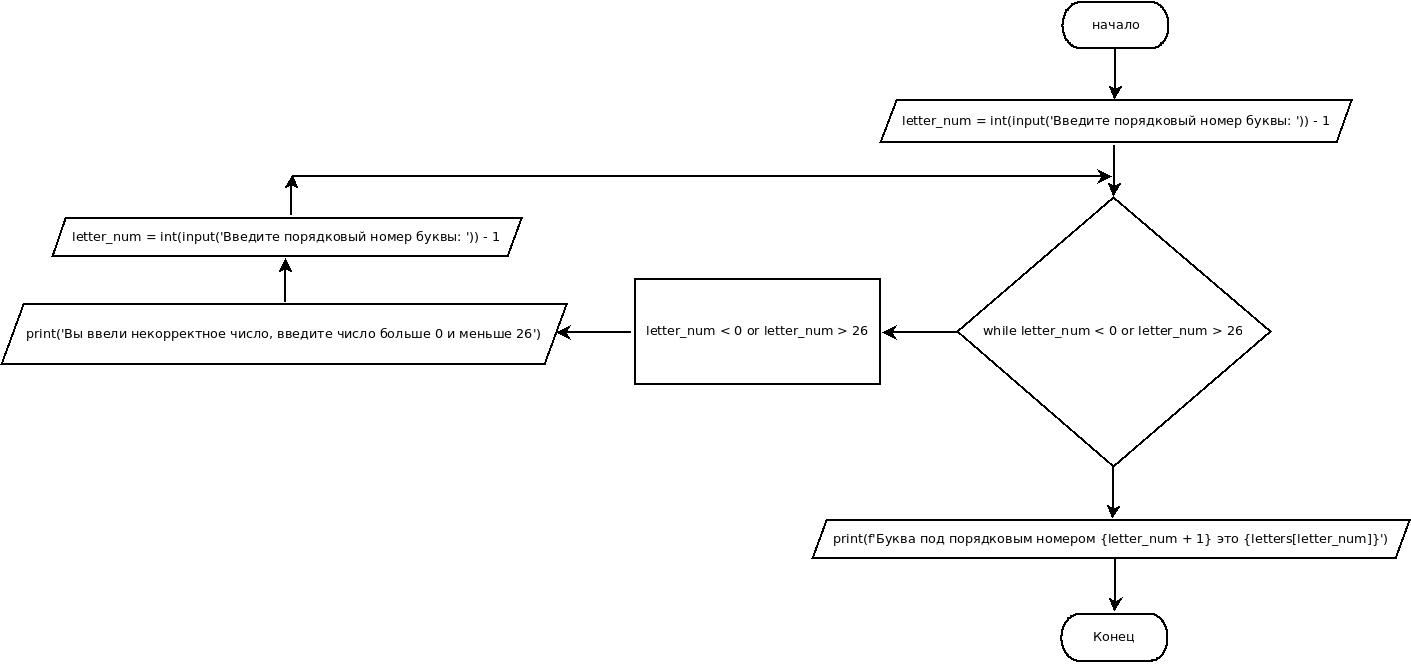 начало
letter_num = int(input('Введите порядковый номер буквы: ')) - 1
while letter_num < 0 or letter_num > 26
letter_num < 0 or letter_num > 26
print('Вы ввели некорректное число, введите число больше 0 и меньше 26')
letter_num = int(input('Введите порядковый номер буквы: ')) - 1
print(f'Буква под порядковым номером {letter_num + 1} это {letters[letter_num]}')
Конец